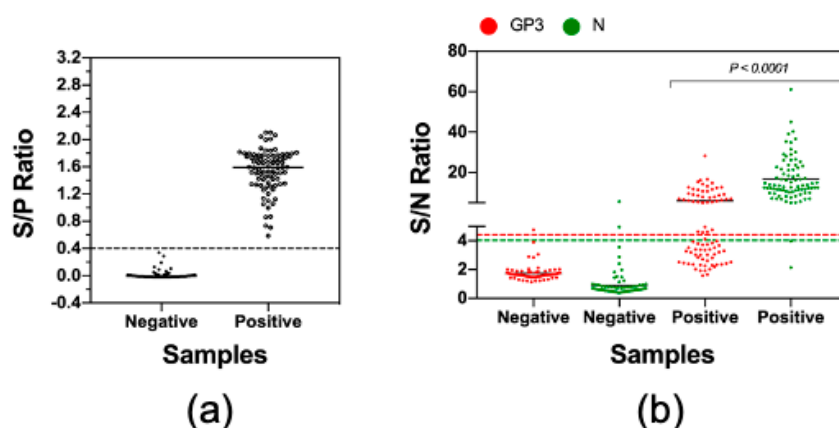 GP3 N
3.2
2.8
2.4
2.0
1.6
1.2
0.8
0.4
0.0
-0.4
S/P Ratio
Negative Positive
Samples
(a)
80
60
40
20
4
2
0
S/N Ratio
P < 0.0001
Negative Negative Positive Positive
Samples
(b)